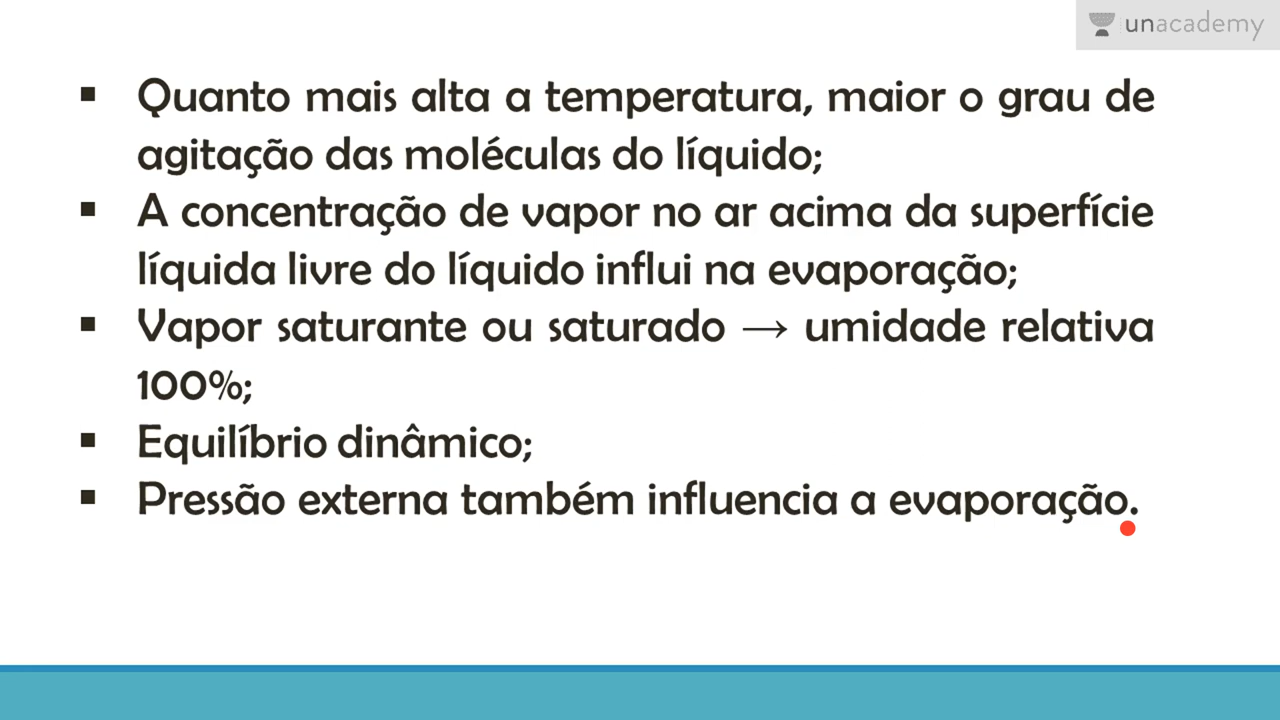 unacademy
▪ Quanto mais alta a temperatura, maior o grau de
agitação das moléculas do líquido;
▪ A concentração de vapor no ar acima da superfície
líquida livre do líquido influi na evaporação;
▪ Vapor saturante ou saturado → umidade relativa
100%;
▪ Equilíbrio dinâmico;
▪ Pressão externa também influencia a evaporação.